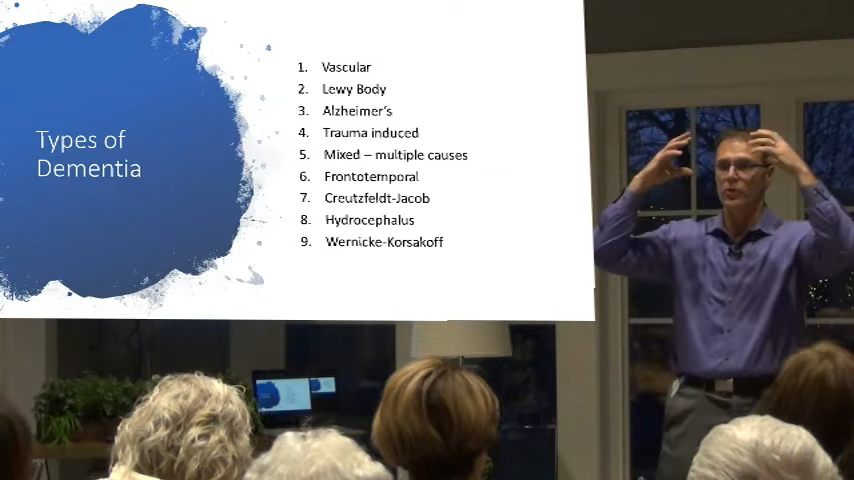 Types of
Dementia
1. Vascular
2. Lewy Body
3. Alzheimer's
4. Trauma induced
5. Mixed – multiple causes
6. Frontotemporal
7. Creutzfeldt-Jacob
8. Hydrocephalus
9. Wernicke-Korsakoff